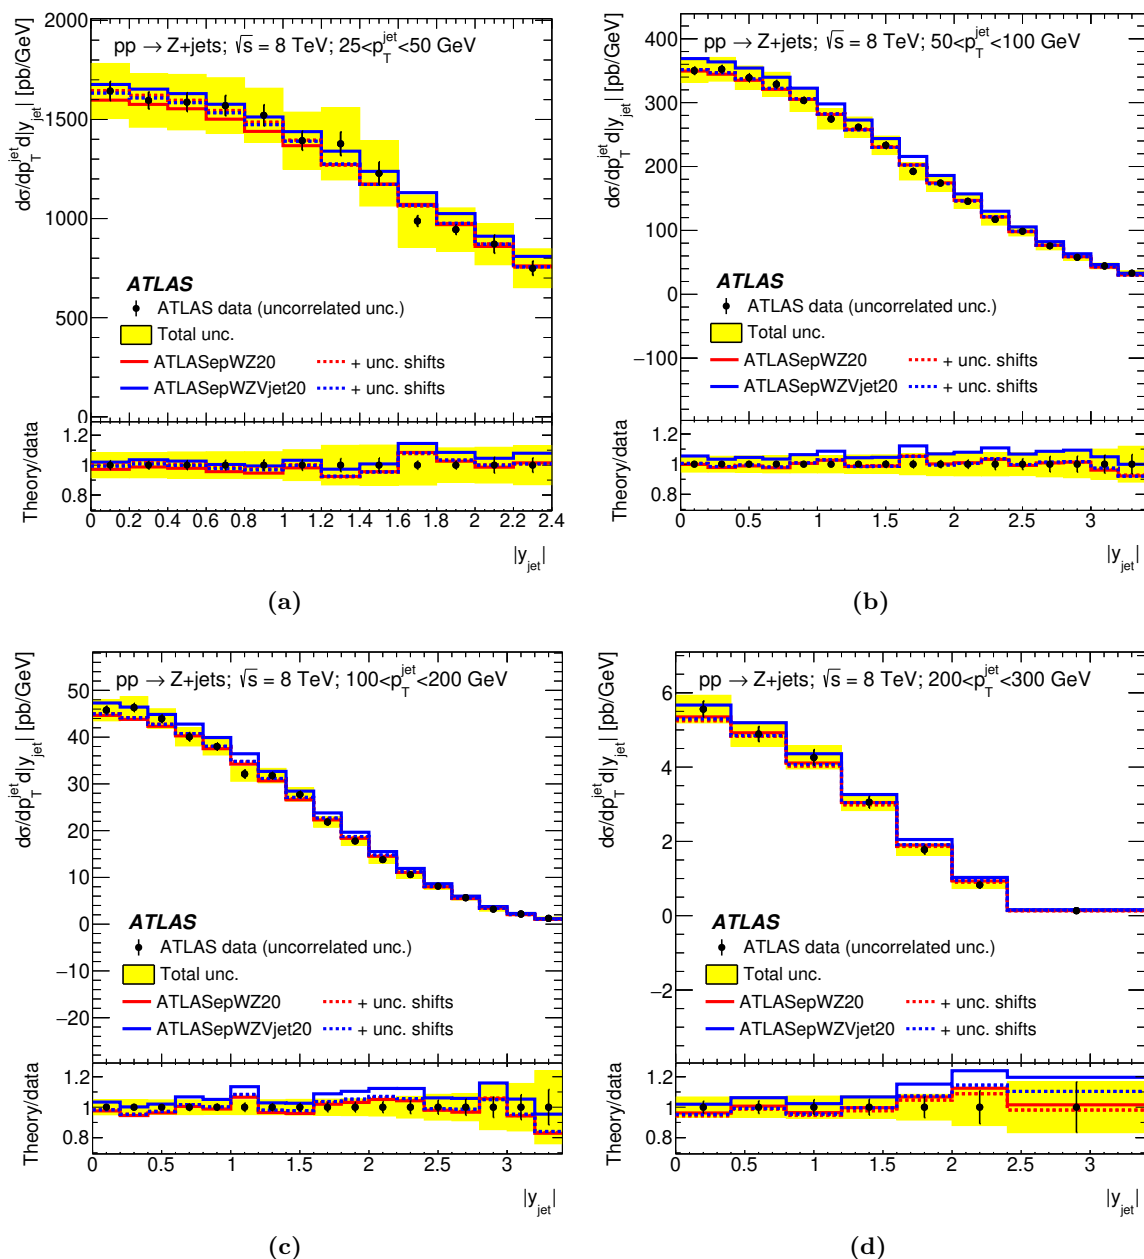 pp → Z+jets; √s = 8 TeV; 25<p_T^jet<50 GeV
dσ/dp_T^jet d|y_jet| [pb/GeV]
2000
1500
1000
500
0
ATLAS
ATLAS data (uncorrelated unc.)
Total unc.
ATLASepWZ20 + unc. shifts
ATLASepWZVjet20 + unc. shifts
Theory/data
1.2
1
0.8
0 0.2 0.4 0.6 0.8 1 1.2 1.4 1.6 1.8 2 2.2 2.4
|y_jet|
(a)
pp → Z+jets; √s = 8 TeV; 50<p_T^jet<100 GeV
dσ/dp_T^jet d|y_jet| [pb/GeV]
400
300
200
100
0
−100
ATLAS
ATLAS data (uncorrelated unc.)
Total unc.
ATLASepWZ20 + unc. shifts
ATLASepWZVjet20 + unc. shifts
Theory/data
1.2
1
0.8
0 0.5 1 1.5 2 2.5 3
|y_jet|
(b)
pp → Z+jets; √s = 8 TeV; 100<p_T^jet<200 GeV
dσ/dp_T^jet d|y_jet| [pb/GeV]
50
40
30
20
10
0
−10
−20
ATLAS
ATLAS data (uncorrelated unc.)
Total unc.
ATLASepWZ20 + unc. shifts
ATLASepWZVjet20 + unc. shifts
Theory/data
1.2
1
0.8
0 0.5 1 1.5 2 2.5 3
|y_jet|
(c)
pp → Z+jets; √s = 8 TeV; 200<p_T^jet<300 GeV
dσ/dp_T^jet d|y_jet| [pb/GeV]
6
4
2
0
−2
ATLAS
ATLAS data (uncorrelated unc.)
Total unc.
ATLASepWZ20 + unc. shifts
ATLASepWZVjet20 + unc. shifts
Theory/data
1.2
1
0.8
0 0.5 1 1.5 2 2.5 3
|y_jet|
(d)